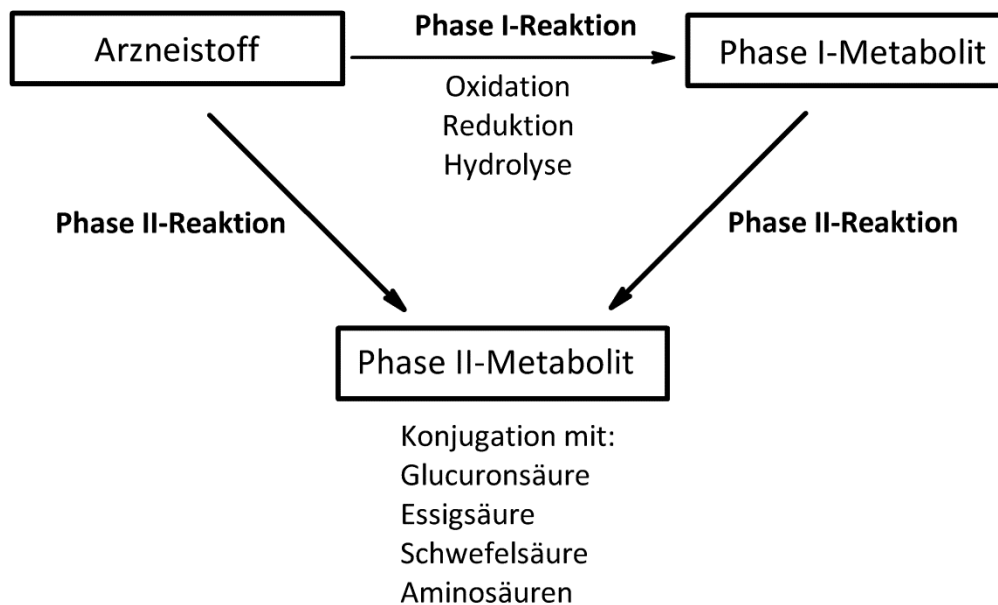 Arzneistoff
Phase I-Reaktion
Phase I-Metabolit
Oxidation
Reduktion
Hydrolyse
Phase II-Reaktion
Phase II-Reaktion
Phase II-Metabolit
Konjugation mit:
Glucuronsäure
Essigsäure
Schwefelsäure
Aminosäuren